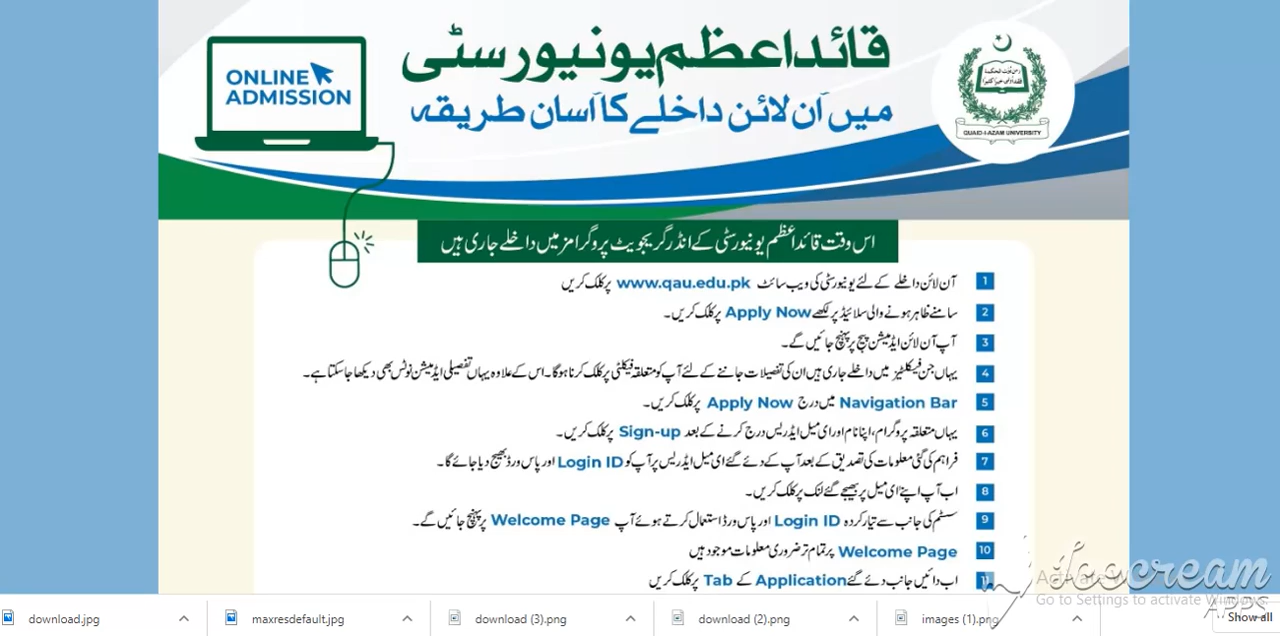 ONLINE
ADMISSION
قائداعظم یونیورسٹی
میں آن لائن داخلے کا آسان طریقہ
QUAID-I-AZAM UNIVERSITY
اس وقت قائداعظم یونیورسٹی کے انڈر گریجویٹ پروگرامز میں داخلے جاری ہیں
1 آن لائن داخلے کے لئے یونیورسٹی کی ویب سائٹ www.qau.edu.pk پر کلک کریں
2 سامنے ظاہر ہونے والی سلائیڈ پر لکھے Apply Now پر کلک کریں۔
3 آپ آن لائن ایڈمیشن پیج پر پہنچ جائیں گے۔
4 یہاں جن فیکلٹیز میں داخلے جاری ہیں ان کی تفصیلات جاننے کے لئے آپ کو متعلقہ فیکلٹی پر کلک کرنا ہوگا۔ اس کے علاوہ یہاں تفصیلی ایڈمیشن نوٹس بھی دیکھا جا سکتا ہے۔
5 Navigation Bar میں درج Apply Now پر کلک کریں۔
6 یہاں متعلقہ پروگرام، اپنا نام اور ای میل ایڈریس درج کرنے کے بعد Sign-up پر کلک کریں۔
7 فراہم کی گئی معلومات کی تصدیق کے بعد آپ کے دئے گئے ای میل ایڈریس پر آپ کو Login ID اور پاس ورڈ بھیج دیا جائے گا۔
8 اب آپ اپنے ای میل پر بھیجے گئے لنک پر کلک کریں۔
9 سسٹم کی جانب سے تیار کردہ Login ID اور پاس ورڈ استعمال کرتے ہوئے آپ Welcome Page پر پہنچ جائیں گے۔
10 Welcome Page پر تمام تر ضروری معلومات موجود ہیں
11 اب دائیں جانب دئے گئے Application کے Tab پر کلک کریں
Icecream
APPS
Go to Settings to activate Windows.
download.jpg
maxresdefault.jpg
download (3).png
download (2).png
images (1).png
Show all